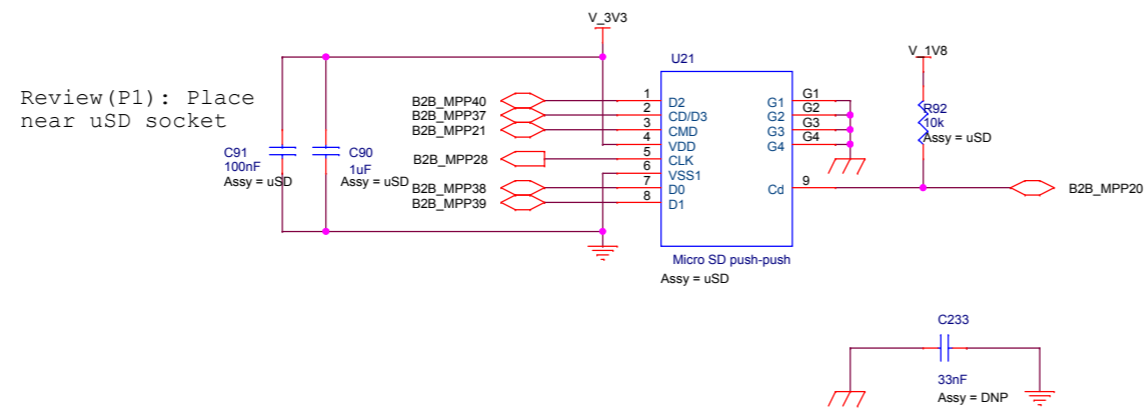 V_3V3
Review(P1): Place
near uSD socket
C91
100nF
Assy = uSD
C90
1uF
Assy = uSD
B2B_MPP40
B2B_MPP37
B2B_MPP21
B2B_MPP28
B2B_MPP38
B2B_MPP39
U21
1 D2
2 CD/D3
3 CMD
4 VDD
5 CLK
6 VSS1
7 D0
8 D1
G1 G1
G2 G2
G3 G3
G4 G4
Cd 9
Micro SD push-push
Assy = uSD
V_1V8
R92
10k
Assy = uSD
B2B_MPP20
C233
33nF
Assy = DNP